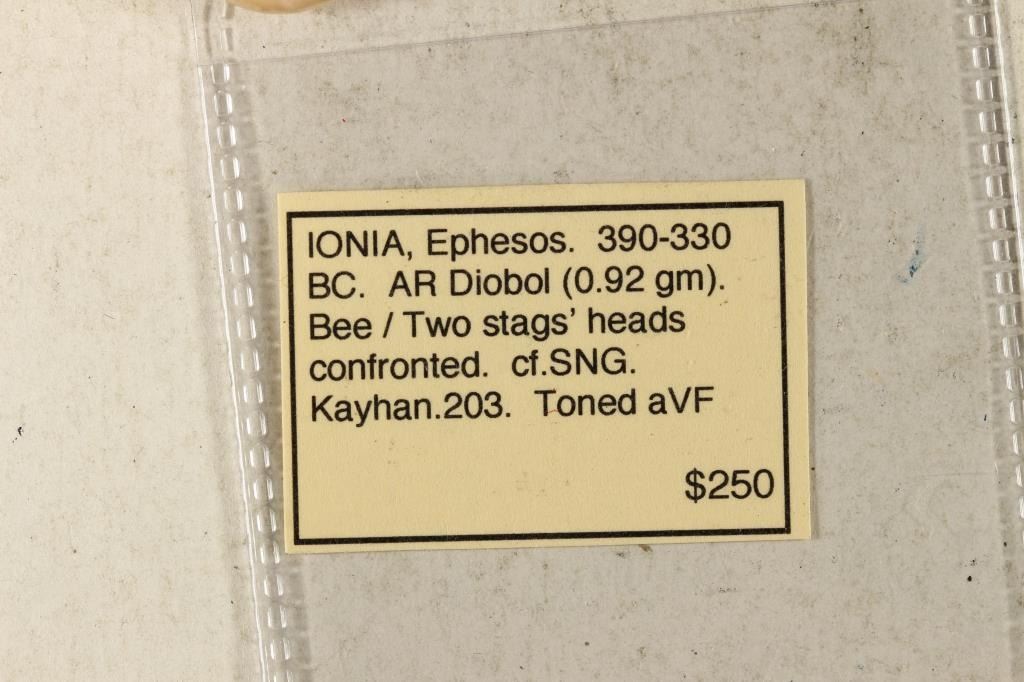 IONIA, Ephesos. 390-330
BC. AR Diobol (0.92 gm).
Bee / Two stags' heads
confronted. cf.SNG.
Kayhan.203. Toned aVF
$250